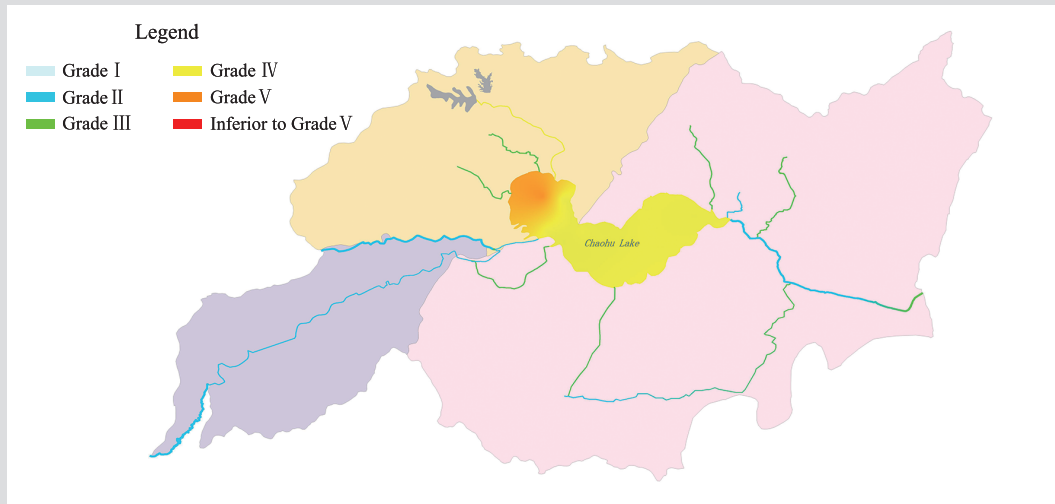 Legend
Grade Ⅰ
Grade Ⅳ
Grade Ⅱ
Grade Ⅴ
Grade Ⅲ
Inferior to Grade Ⅴ
Chaohu Lake